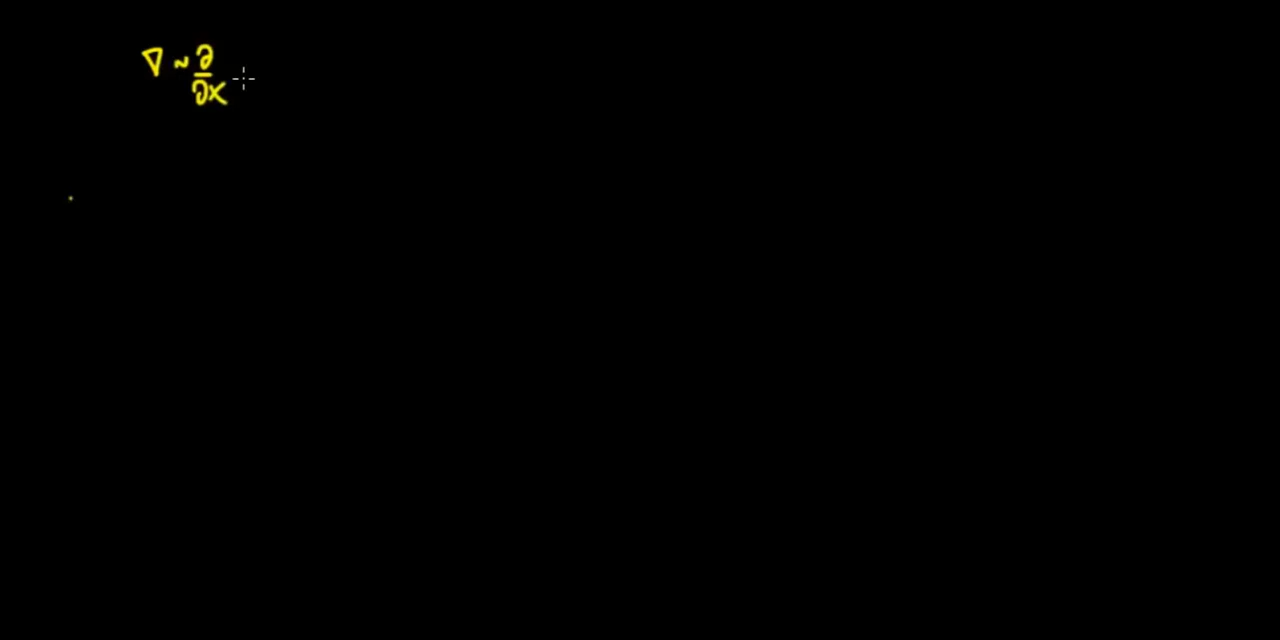 ∇ ~ ∂/∂x